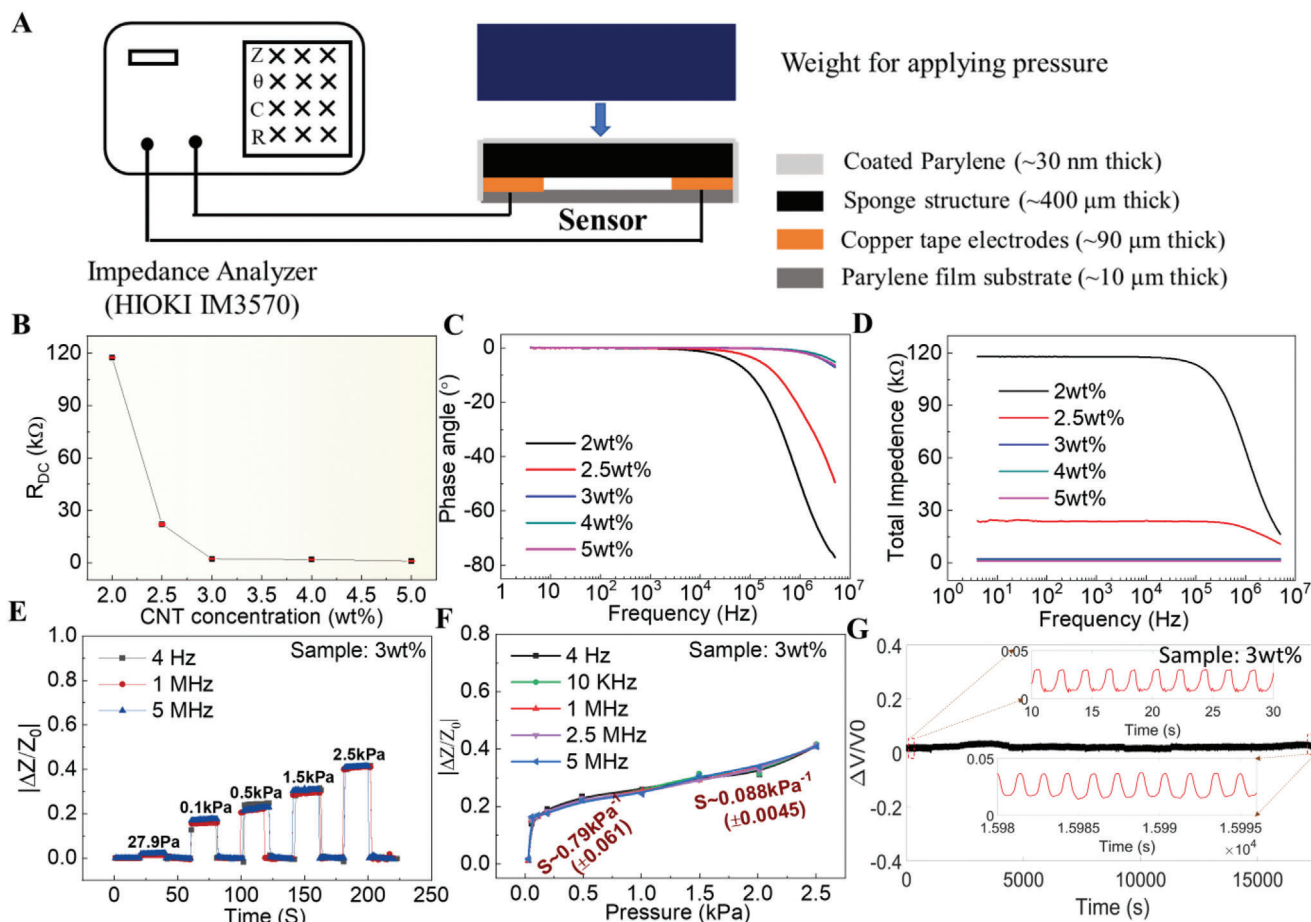 A
Z
θ
C
R
Impedance Analyzer
(HIOKI IM3570)
Sensor
Weight for applying pressure
Coated Parylene (~30 nm thick)
Sponge structure (~400 μm thick)
Copper tape electrodes (~90 μm thick)
Parylene film substrate (~10 μm thick)
B
120
90
60
30
0
2.0 2.5 3.0 3.5 4.0 4.5 5.0
R_DC (kΩ)
CNT concentration (wt%)
C
0
-20
-40
-60
-80
1 10¹ 10² 10³ 10⁴ 10⁵ 10⁶ 10⁷
Phase angle (°)
Frequency (Hz)
2wt%
2.5wt%
3wt%
4wt%
5wt%
D
120
90
60
30
0
10⁰ 10¹ 10² 10³ 10⁴ 10⁵ 10⁶ 10⁷
Total Impedence (kΩ)
Frequency (Hz)
2wt%
2.5wt%
3wt%
4wt%
5wt%
E
1.0
0.8
0.6
0.4
0.2
0.0
0 50 100 150 200 250
|ΔZ/Z₀|
Time (S)
Sample: 3wt%
4 Hz
1 MHz
5 MHz
27.9Pa
0.1kPa
0.5kPa
1.5kPa
2.5kPa
F
0.8
0.6
0.4
0.2
0.0
0.0 0.5 1.0 1.5 2.0 2.5
|ΔZ/Z₀|
Pressure (kPa)
Sample: 3wt%
4 Hz
10 KHz
1 MHz
2.5 MHz
5 MHz
S~0.79kPa⁻¹
(±0.061)
S~0.088kPa⁻¹
(±0.0045)
G
0.4
0.2
0
-0.2
-0.4
0 5000 10000 15000
ΔV/V0
Time (s)
Sample: 3wt%
0.05
0
10 15 20 25 30
Time (s)
0.05
0
1.598 1.5985 1.599 1.5995
Time (s)
×10⁴